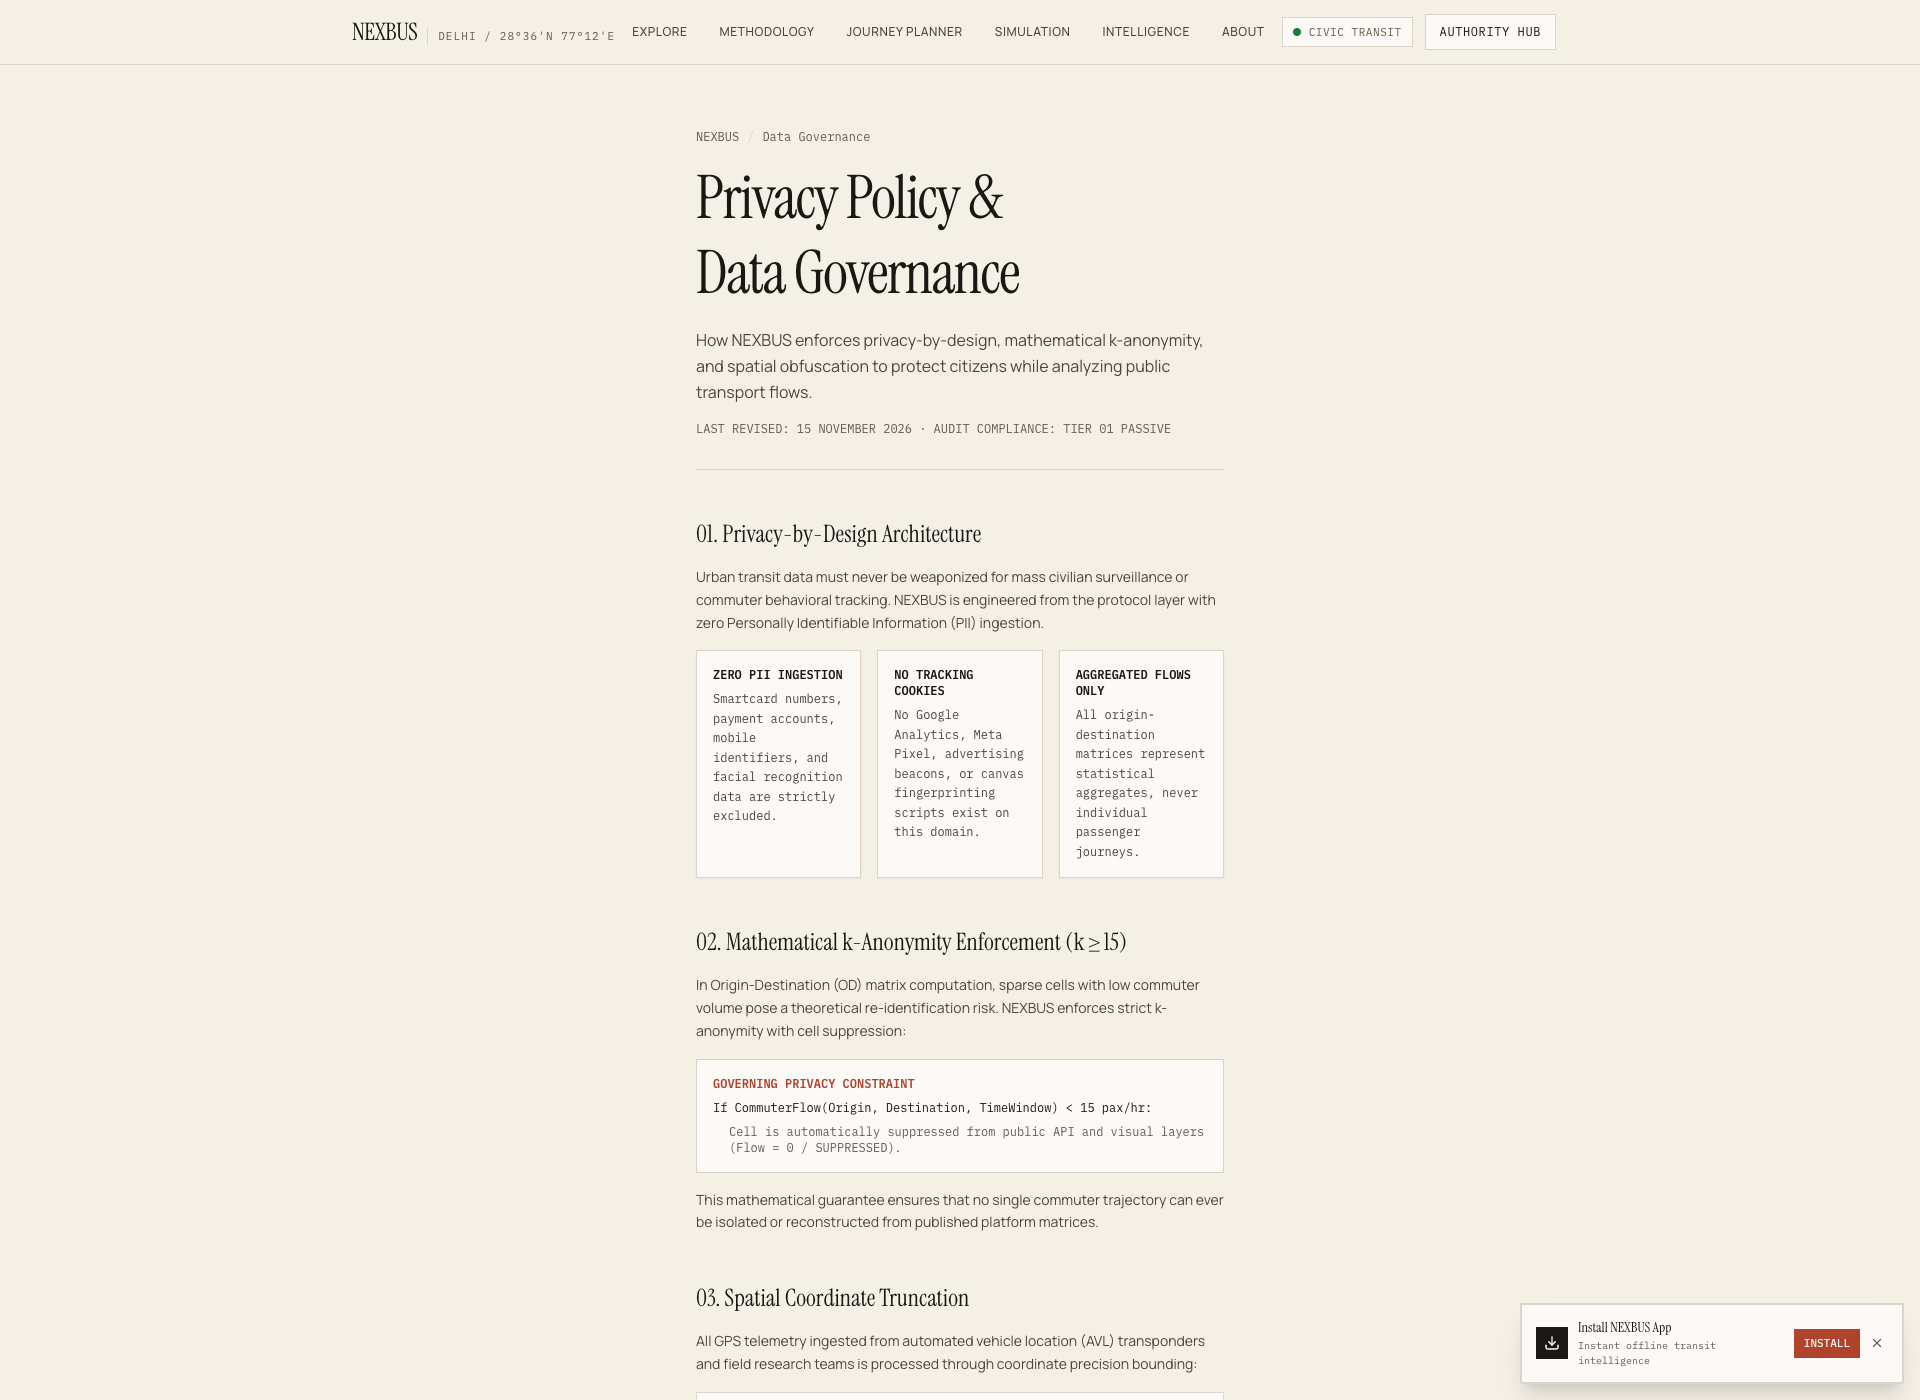 NEXBUS
DELHI / 28°36'N 77°12'E
EXPLORE
METHODOLOGY
JOURNEY PLANNER
SIMULATION
INTELLIGENCE
ABOUT
CIVIC TRANSIT
AUTHORITY HUB
NEXBUS / Data Governance
Privacy Policy &
Data Governance
How NEXBUS enforces privacy-by-design, mathematical k-anonymity,
and spatial obfuscation to protect citizens while analyzing public
transport flows.
LAST REVISED: 15 NOVEMBER 2026 · AUDIT COMPLIANCE: TIER 01 PASSIVE
01. Privacy-by-Design Architecture
Urban transit data must never be weaponized for mass civilian surveillance or
commuter behavioral tracking. NEXBUS is engineered from the protocol layer with
zero Personally Identifiable Information (PII) ingestion.
ZERO PII INGESTION
Smartcard numbers,
payment accounts,
mobile
identifiers, and
facial recognition
data are strictly
excluded.
NO TRACKING
COOKIES
No Google
Analytics, Meta
Pixel, advertising
beacons, or canvas
fingerprinting
scripts exist on
this domain.
AGGREGATED FLOWS
ONLY
All origin-
destination
matrices represent
statistical
aggregates, never
individual
passenger
journeys.
02. Mathematical k-Anonymity Enforcement (k ≥ 15)
In Origin-Destination (OD) matrix computation, sparse cells with low commuter
volume pose a theoretical re-identification risk. NEXBUS enforces strict k-
anonymity with cell suppression:
GOVERNING PRIVACY CONSTRAINT
If CommuterFlow(Origin, Destination, TimeWindow) < 15 pax/hr:
Cell is automatically suppressed from public API and visual layers
(Flow = 0 / SUPPRESSED).
This mathematical guarantee ensures that no single commuter trajectory can ever
be isolated or reconstructed from published platform matrices.
03. Spatial Coordinate Truncation
All GPS telemetry ingested from automated vehicle location (AVL) transponders
and field research teams is processed through coordinate precision bounding:
Install NEXBUS App
Instant offline transit
intelligence
INSTALL